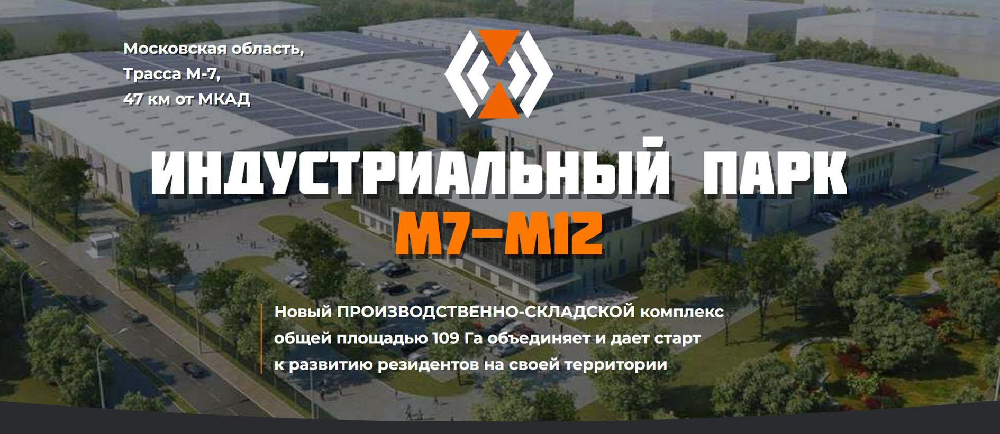 Московская область,
Трасса М-7,
47 км от МКАД
ИНДУСТРИАЛЬНЫЙ ПАРК
М7-М12
Новый ПРОИЗВОДСТВЕННО-СКЛАДСКОЙ комплекс
общей площадью 109 Га объединяет и дает старт
к развитию резидентов на своей территории